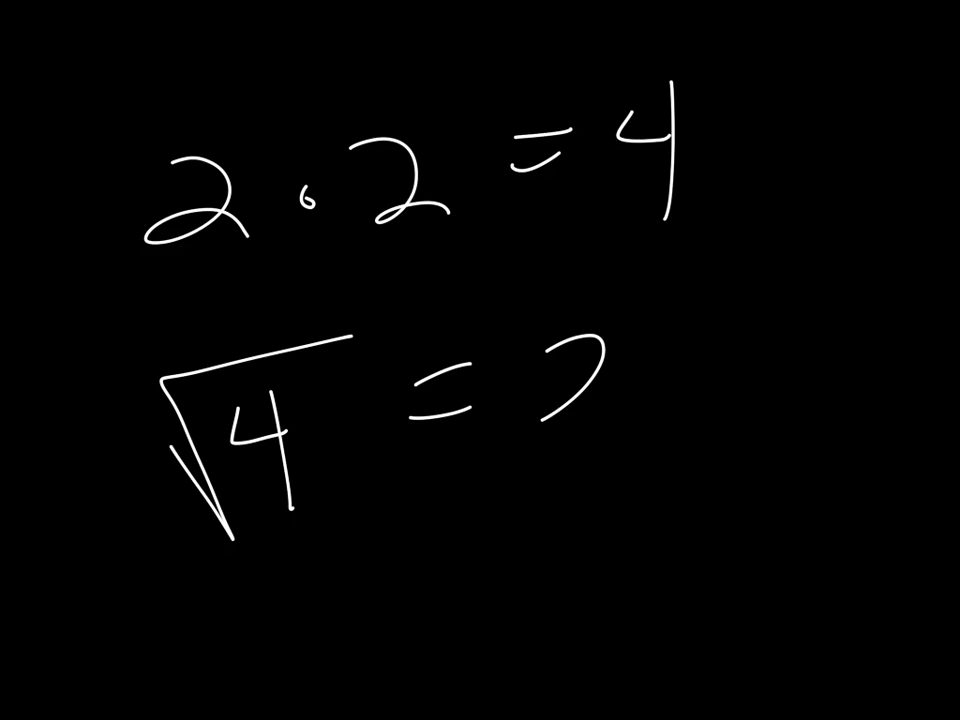 2 · 2 = 4
√4 =